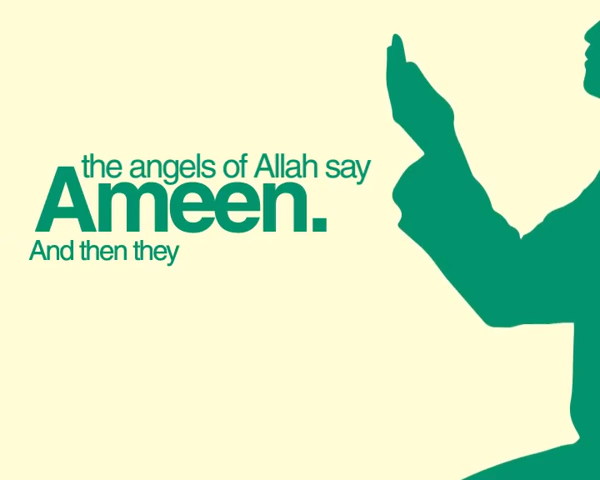 the angels of Allah say
Ameen.
And then they